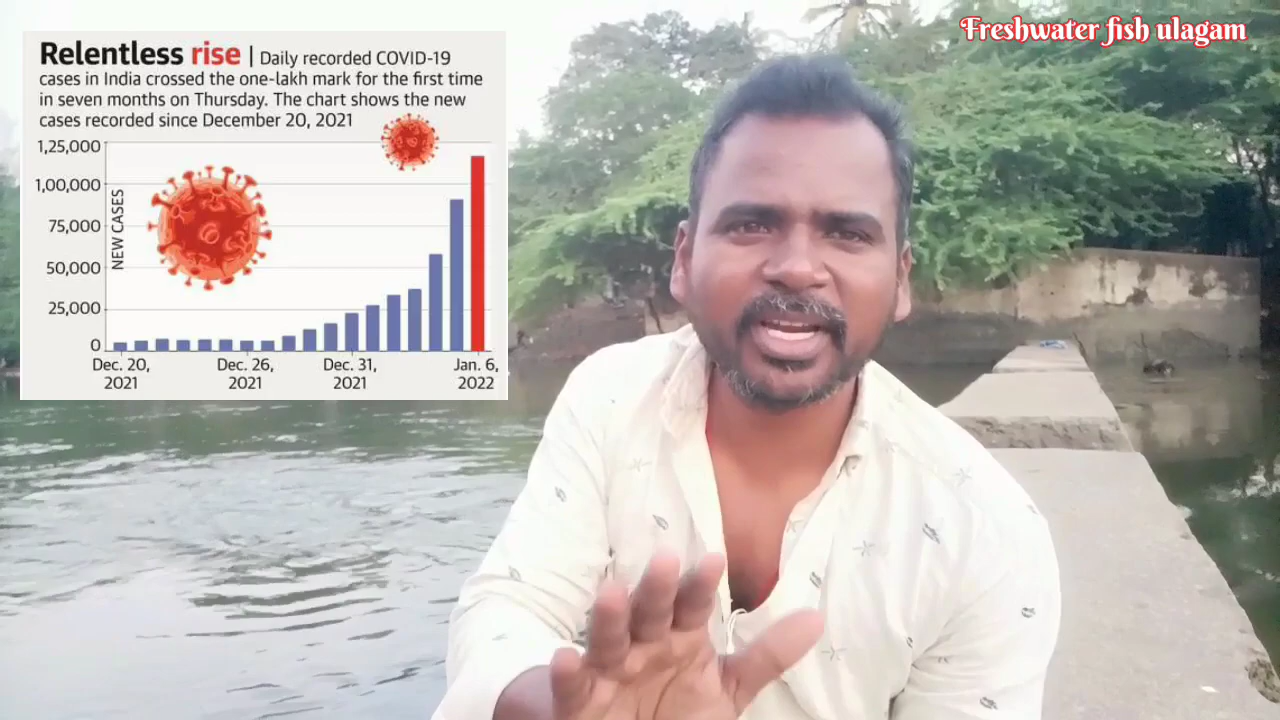 Freshwater fish ulagam
Relentless rise | Daily recorded COVID-19
cases in India crossed the one-lakh mark for the first time
in seven months on Thursday. The chart shows the new
cases recorded since December 20, 2021
1,25,000
1,00,000
75,000
50,000
25,000
0
NEW CASES
Dec. 20,
2021
Dec. 26,
2021
Dec. 31,
2021
Jan. 6,
2022